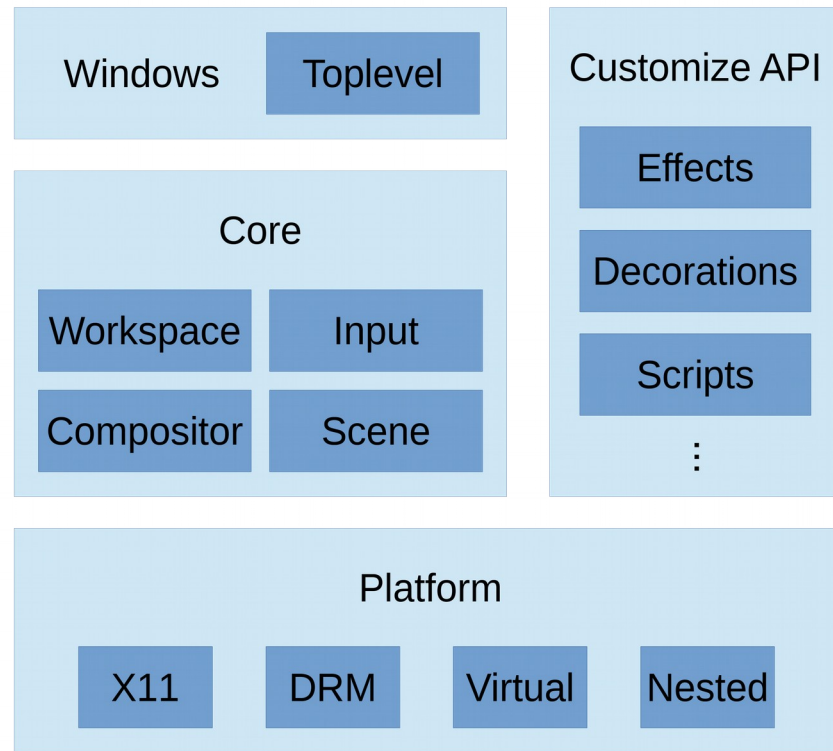 Windows
Toplevel
Core
Workspace
Input
Compositor
Scene
Customize API
Effects
Decorations
Scripts
⋮
Platform
X11
DRM
Virtual
Nested